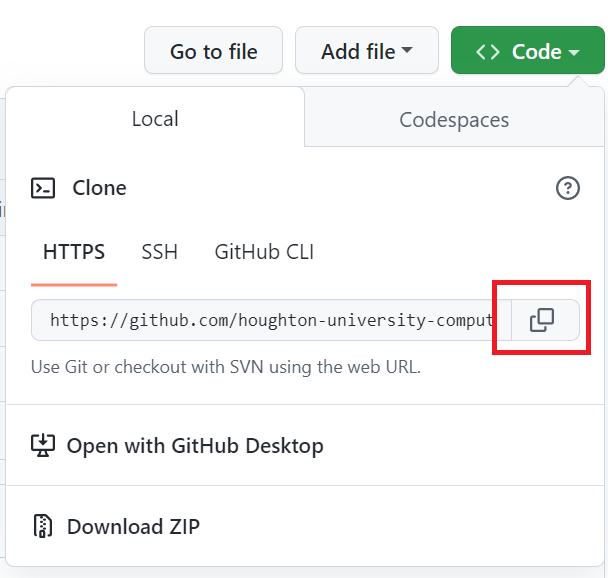 Go to file
Add file
Code
Local
Codespaces
Clone
HTTPS
SSH
GitHub CLI
https://github.com/houghton-university-comput
Use Git or checkout with SVN using the web URL.
Open with GitHub Desktop
Download ZIP